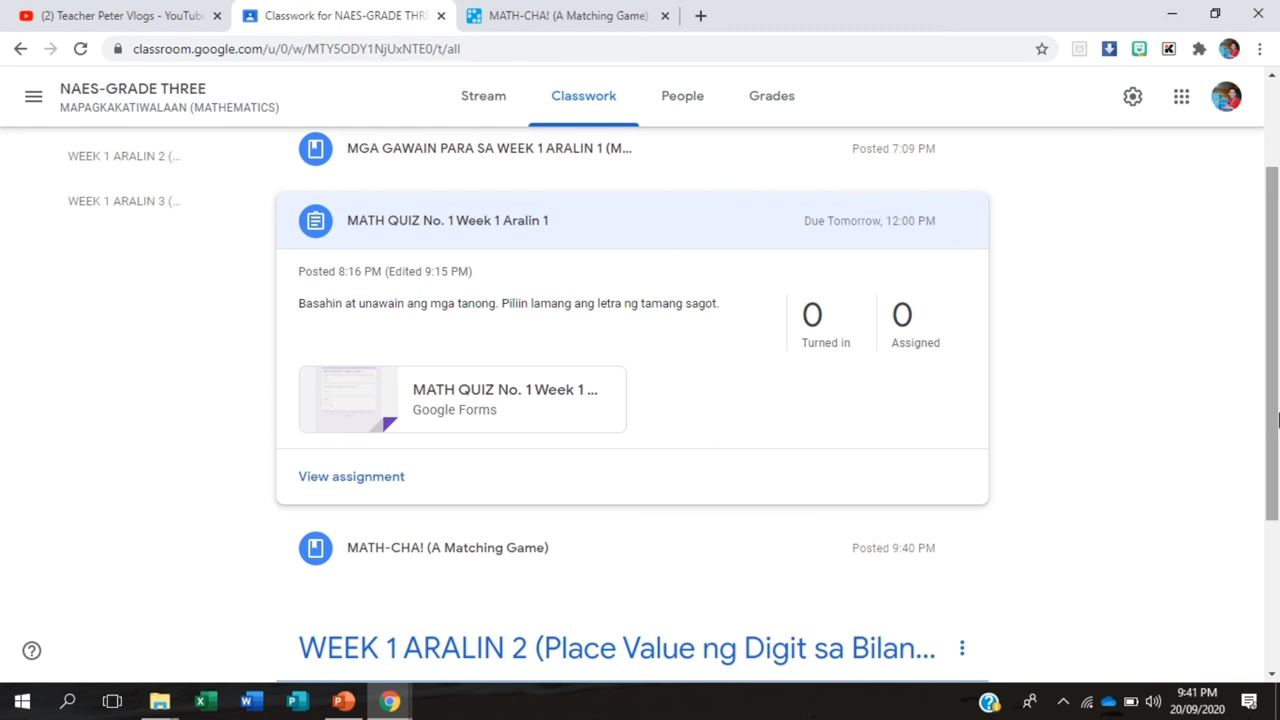 (2) Teacher Peter Vlogs - YouTube
Classwork for NAES-GRADE THRE
MATH-CHA! (A Matching Game)
classroom.google.com/u/0/w/MTY5ODY1NjUxNTE0/t/all
NAES-GRADE THREE
MAPAGKAKATIWALAAN (MATHEMATICS)
Stream
Classwork
People
Grades
WEEK 1 ARALIN 2 (...
WEEK 1 ARALIN 3 (...
MGA GAWAIN PARA SA WEEK 1 ARALIN 1 (M...
Posted 7:09 PM
MATH QUIZ No. 1 Week 1 Aralin 1
Due Tomorrow, 12:00 PM
Posted 8:16 PM (Edited 9:15 PM)
Basahin at unawain ang mga tanong. Piliin lamang ang letra ng tamang sagot.
0
Turned in
0
Assigned
MATH QUIZ No. 1 Week 1 ...
Google Forms
View assignment
MATH-CHA! (A Matching Game)
Posted 9:40 PM
WEEK 1 ARALIN 2 (Place Value ng Digit sa Bilan...
9:41 PM
20/09/2020